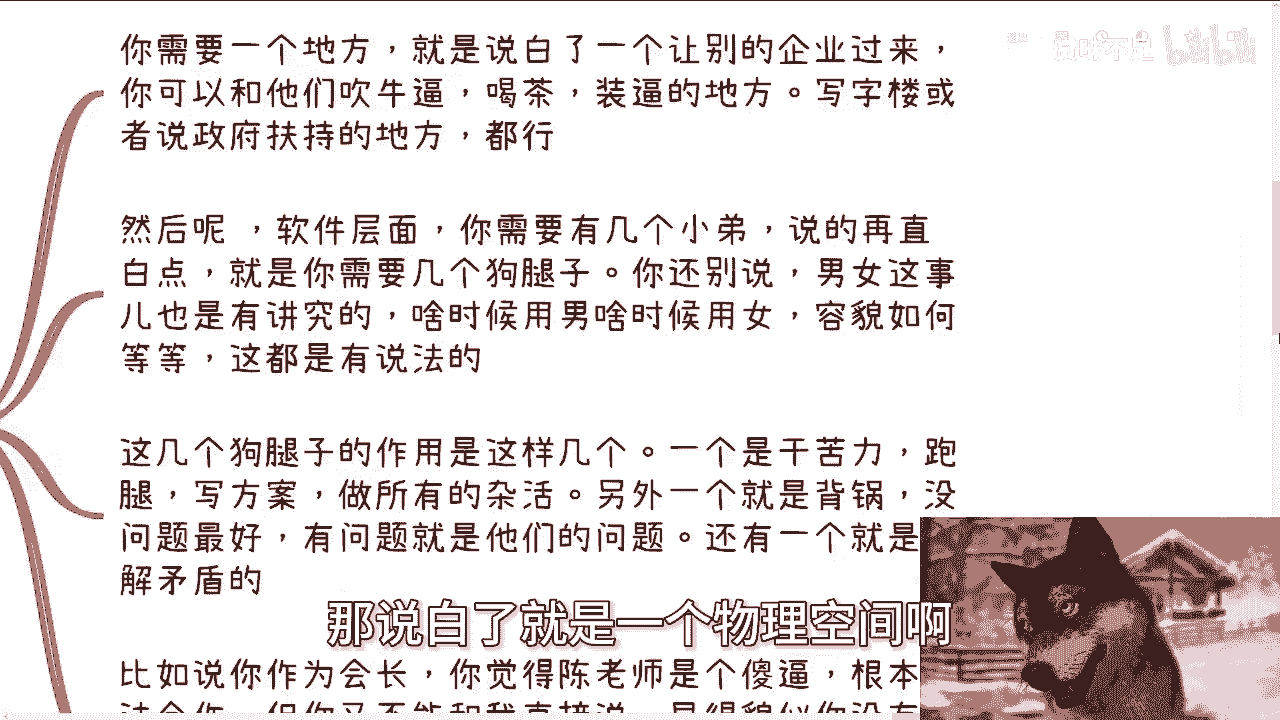 你需要一个地方，就是说白了一个让别的企业过来，
你可以和他们吹牛逼，喝茶，装逼的地方。写字楼或
者说政府扶持的地方，都行
然后呢 ，软件层面，你需要有几个小弟，说的再直
白点，就是你需要几个狗腿子。你还别说，男女这事
儿也是有讲究的，啥时候用男啥时候用女，容貌如何
等等，这都是有说法的
这几个狗腿子的作用是这样几个。一个是干苦力，跑
腿，写方案，做所有的杂活。另外一个就是背锅，没
问题最好，有问题就是他们的问题。还有一个就是
解矛盾的
那说白了就是一个物理空间啊
比如说你作为会长，你觉得陈老师是个傻逼，根本
bilibili